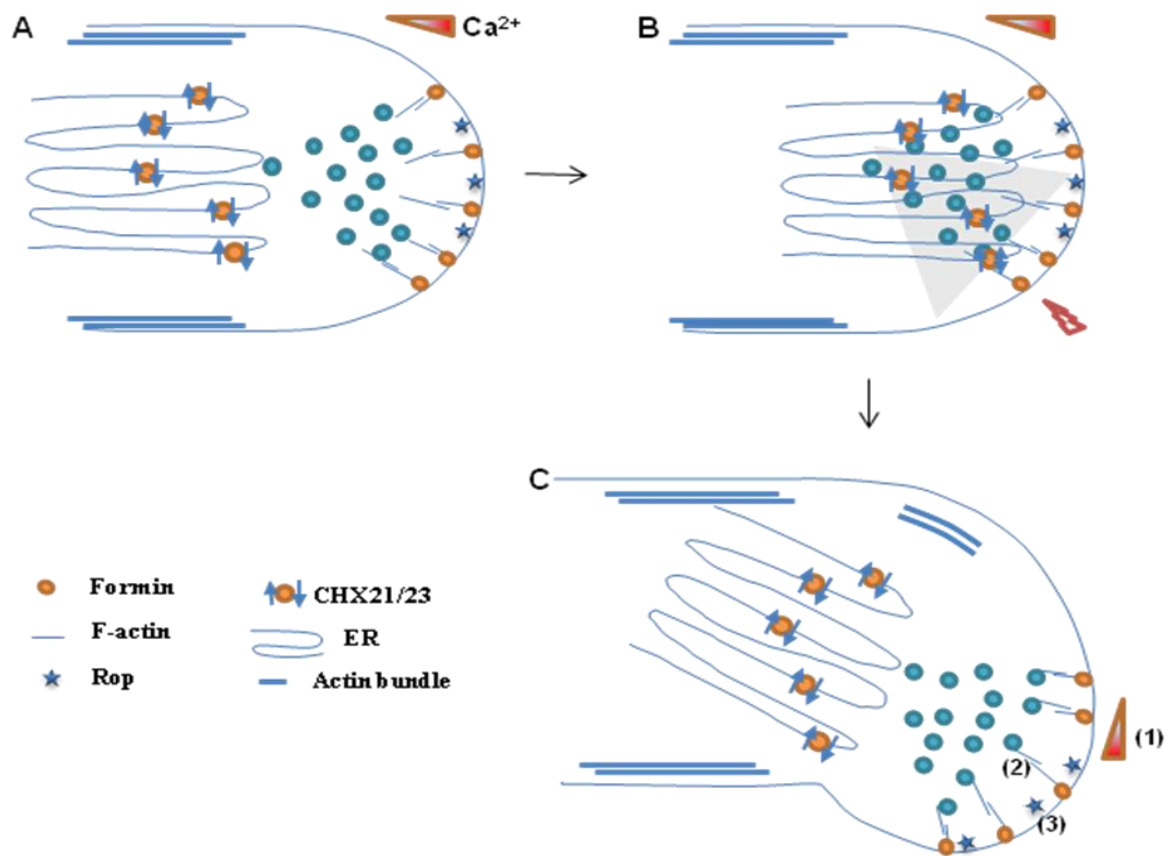 A
Ca²⁺
B
C
(1)
(2)
(3)
Formin
CHX21/23
F-actin
ER
Rop
Actin bundle